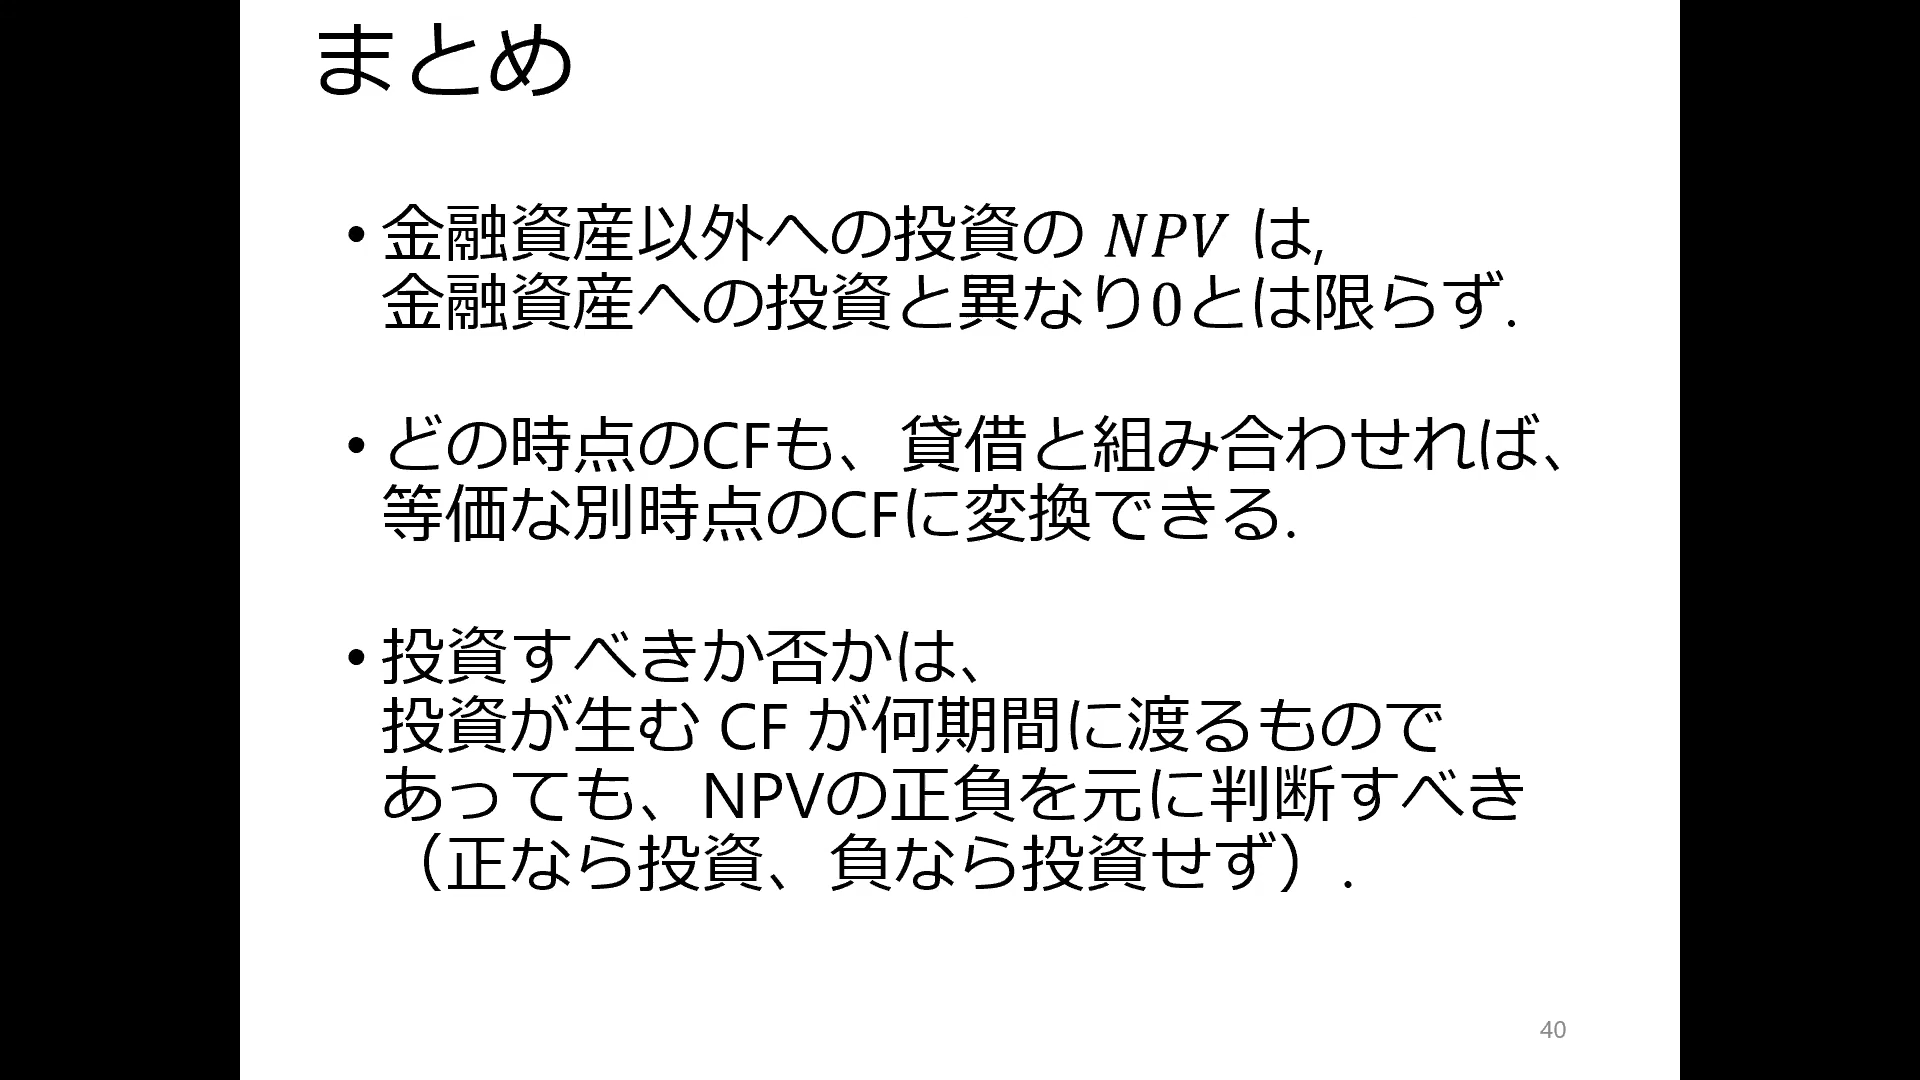 まとめ
• 金融資産以外への投資の NPV は,
金融資産への投資と異なり0とは限らず.
• どの時点のCFも、貸借と組み合わせれば、
等価な別時点のCFに変換できる.
• 投資すべきか否かは、
投資が生む CF が何期間に渡るもので
あっても、NPVの正負を元に判断すべき
（正なら投資、負なら投資せず）.
40